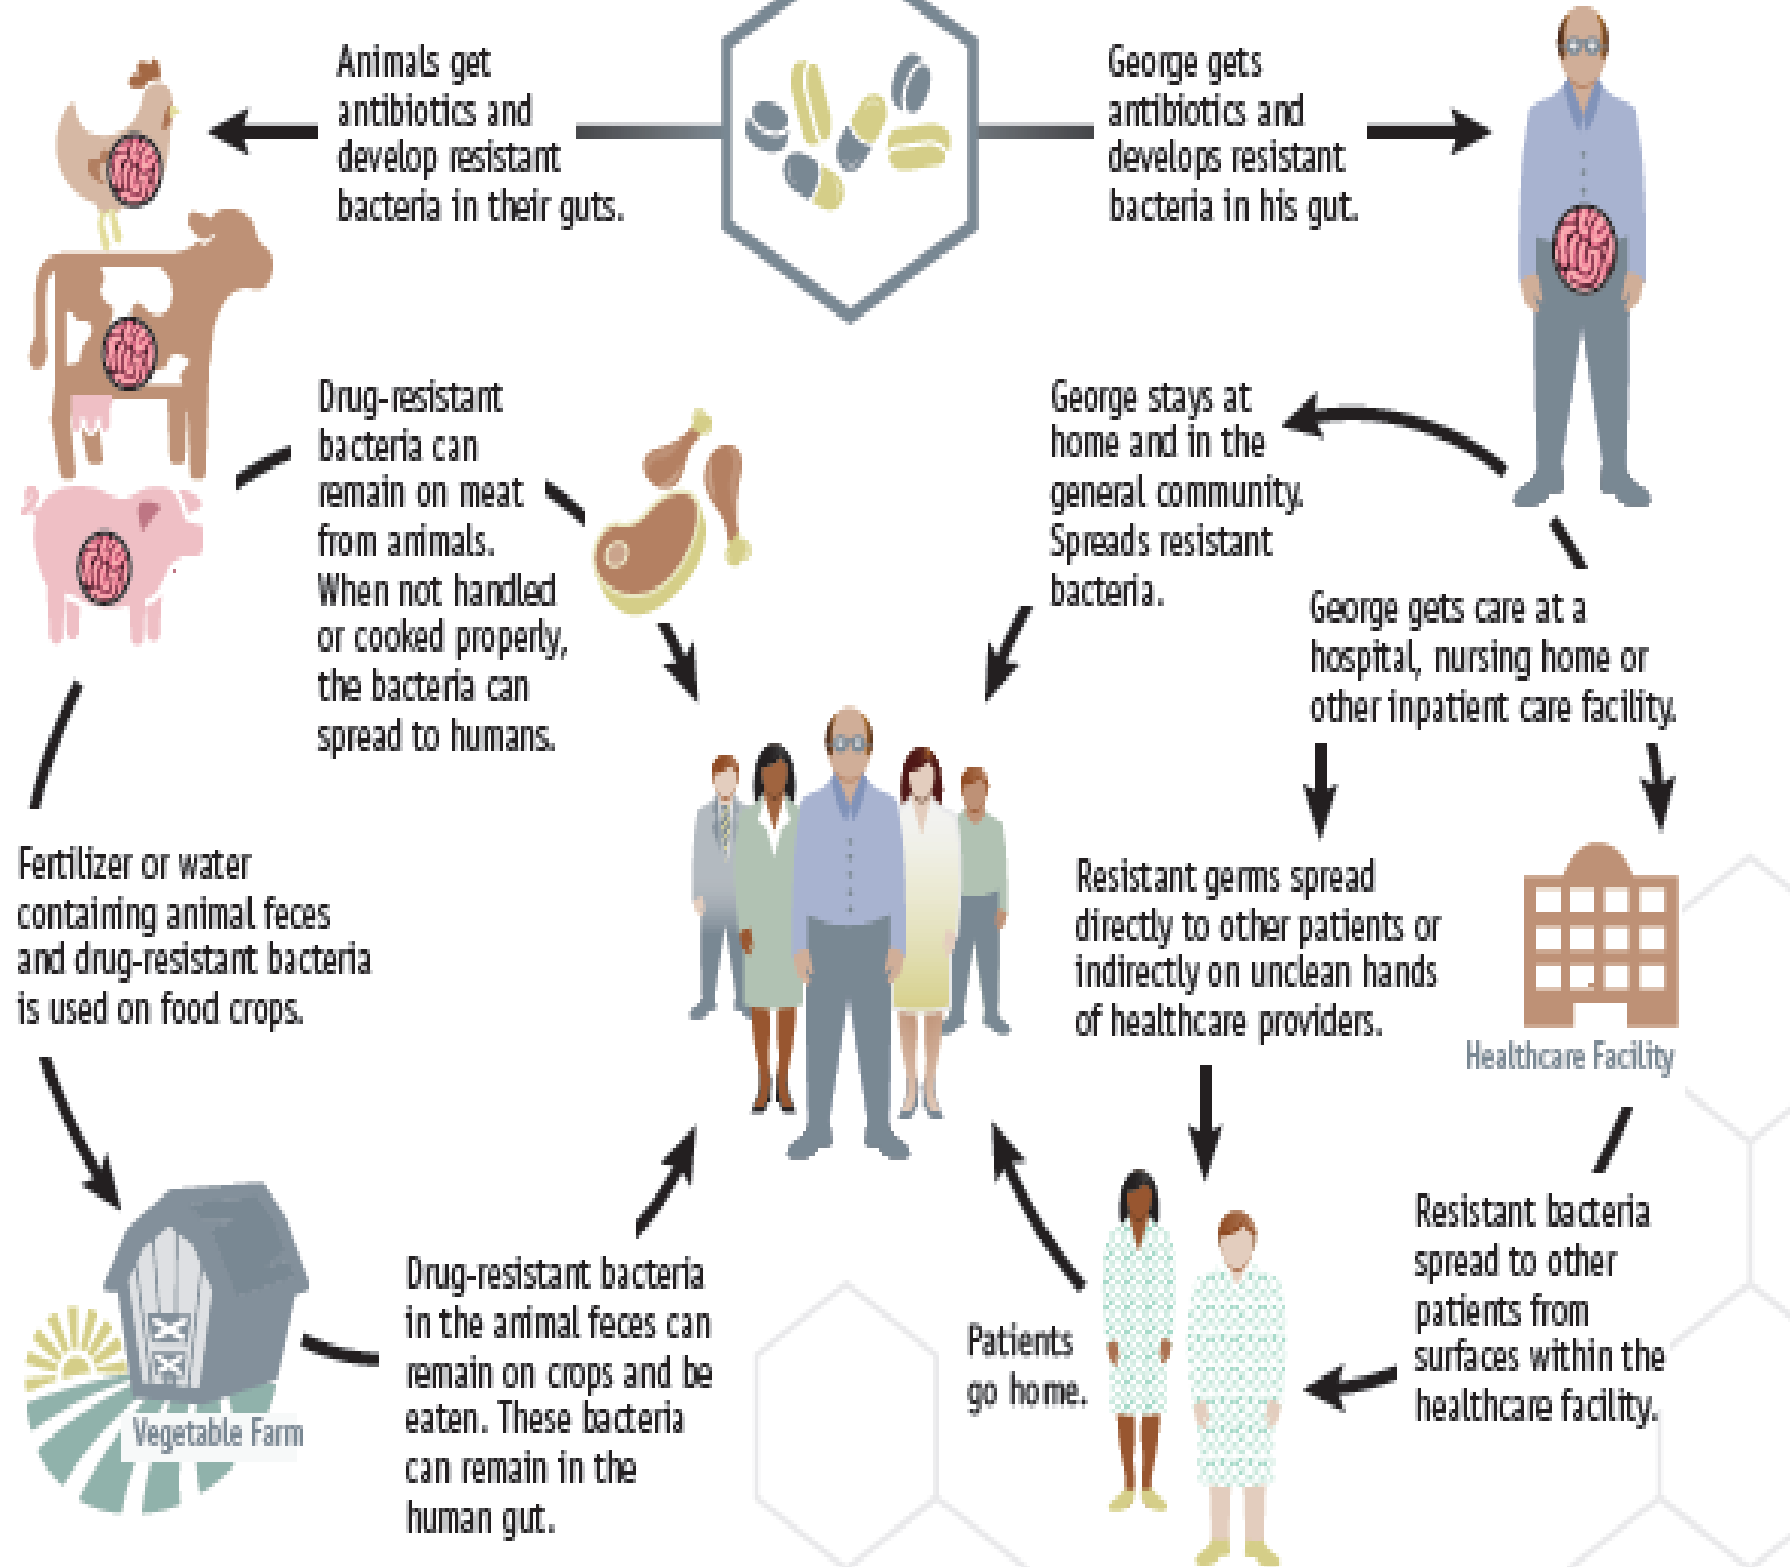 Animals get
antibiotics and
develop resistant
bacteria in their guts.
George gets
antibiotics and
develops resistant
bacteria in his gut.
Drug-resistant
bacteria can
remain on meat
from animals.
When not handled
or cooked properly,
the bacteria can
spread to humans.
George stays at
home and in the
general community.
Spreads resistant
bacteria.
George gets care at a
hospital, nursing home or
other inpatient care facility.
Fertilizer or water
containing animal feces
and drug-resistant bacteria
is used on food crops.
Resistant germs spread
directly to other patients or
indirectly on unclean hands
of healthcare providers.
Healthcare Facility
Vegetable Farm
Drug-resistant bacteria
in the animal feces can
remain on crops and be
eaten. These bacteria
can remain in the
human gut.
Patients
go home.
Resistant bacteria
spread to other
patients from
surfaces within the
healthcare facility.